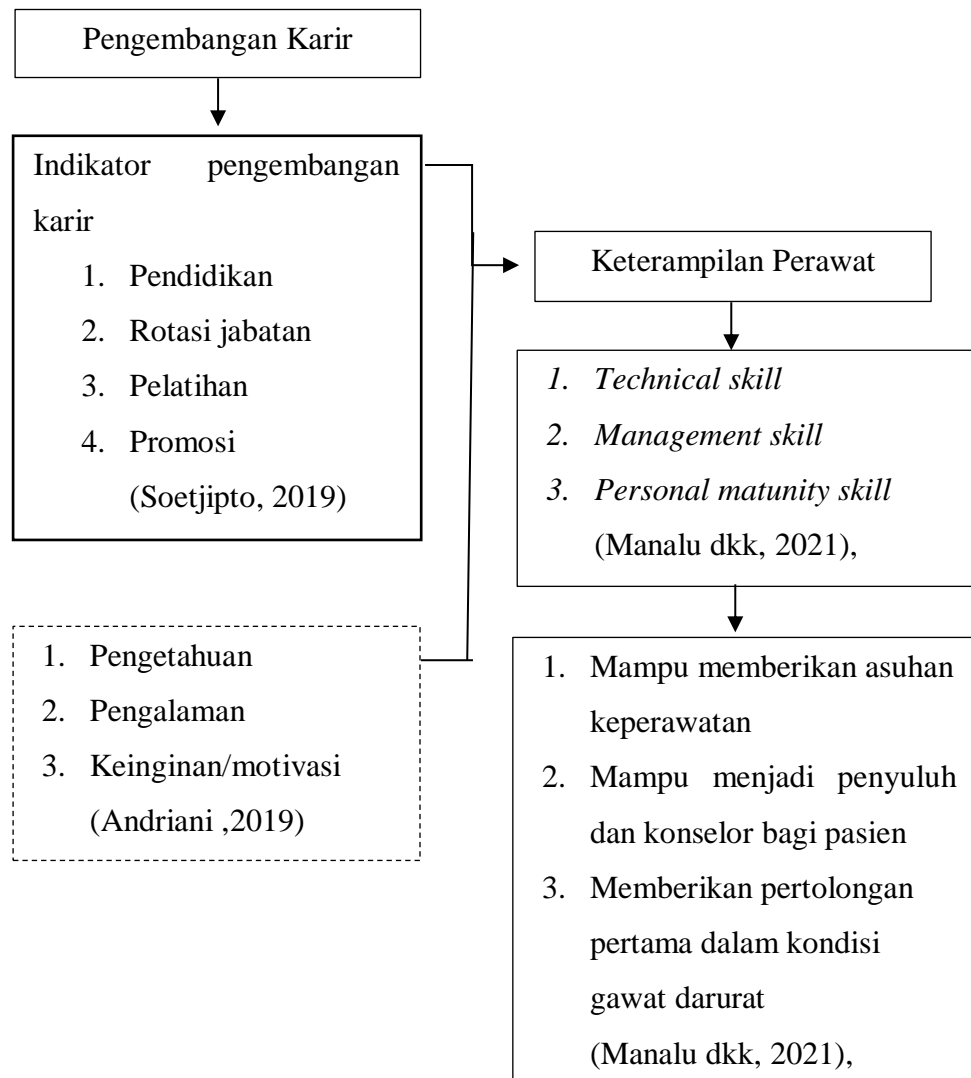 Pengembangan Karir
Indikator pengembangan
karir
1. Pendidikan
2. Rotasi jabatan
3. Pelatihan
4. Promosi
(Soetjipto, 2019)
1. Pengetahuan
2. Pengalaman
3. Keinginan/motivasi
(Andriani ,2019)
Keterampilan Perawat
1. Technical skill
2. Management skill
3. Personal matunity skill
(Manalu dkk, 2021),
1. Mampu memberikan asuhan
keperawatan
2. Mampu menjadi penyuluh
dan konselor bagi pasien
3. Memberikan pertolongan
pertama dalam kondisi
gawat darurat
(Manalu dkk, 2021),